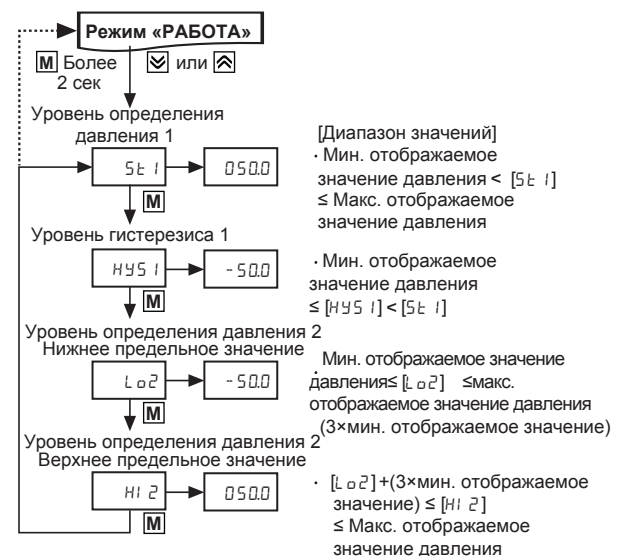 Режим «РАБОТА»
M Более
2 сек
или
Уровень определения
давления 1
St 1
050.0
M
[Диапазон значений]
· Мин. отображаемое
значение давления < [St 1]
≤ Макс. отображаемое
значение давления
Уровень гистерезиса 1
HYS 1
-50.0
M
· Мин. отображаемое
значение давления
≤ [HYS 1] < [St 1]
Уровень определения давления 2
Нижнее предельное значение
Lo2
-50.0
M
· Мин. отображаемое значение
давления≤ [Lo2] ≤макс.
отображаемое значение давления
(3×мин. отображаемое значение)
Уровень определения давления 2
Верхнее предельное значение
HI 2
050.0
M
· [Lo2]+(3×мин. отображаемое
значение) ≤ [HI 2]
≤ Макс. отображаемое
значение давления